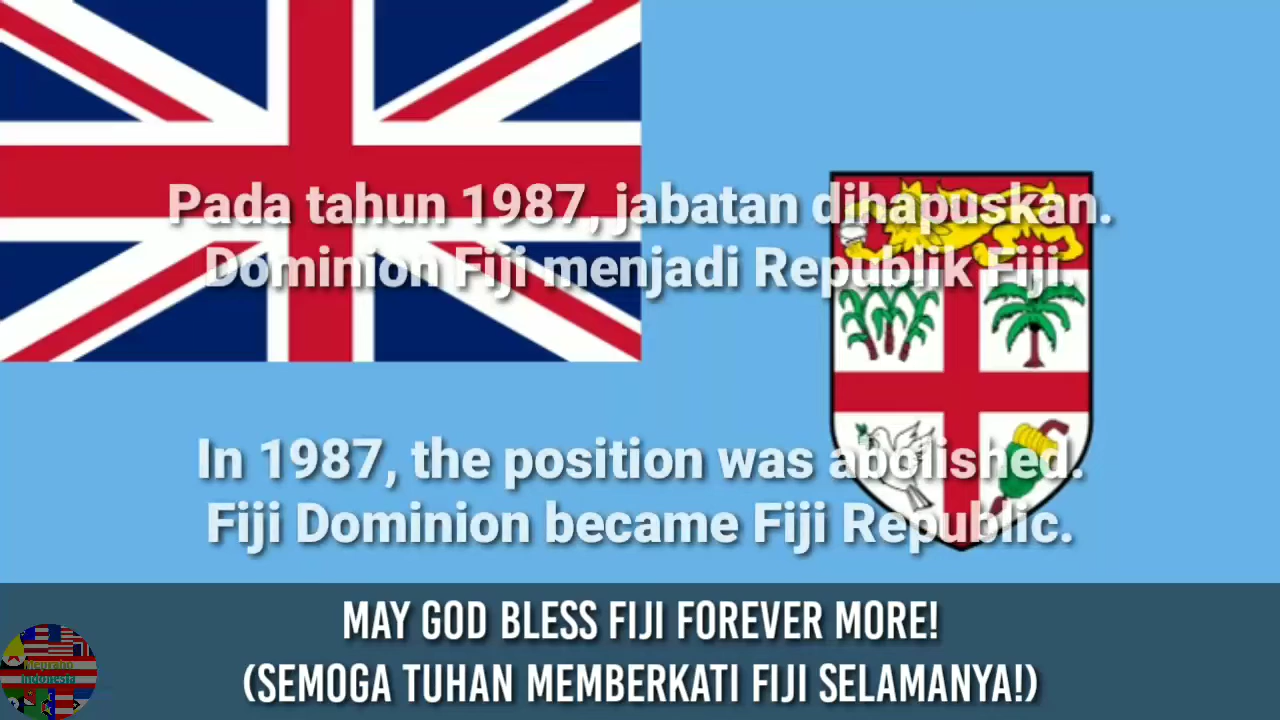 Pada tahun 1987, jabatan dihapuskan.
Dominion Fiji menjadi Republik Fiji.
In 1987, the position was abolished.
Fiji Dominion became Fiji Republic.
MAY GOD BLESS FIJI FOREVER MORE!
(SEMOGA TUHAN MEMBERKATI FIJI SELAMANYA!)
Indonesia